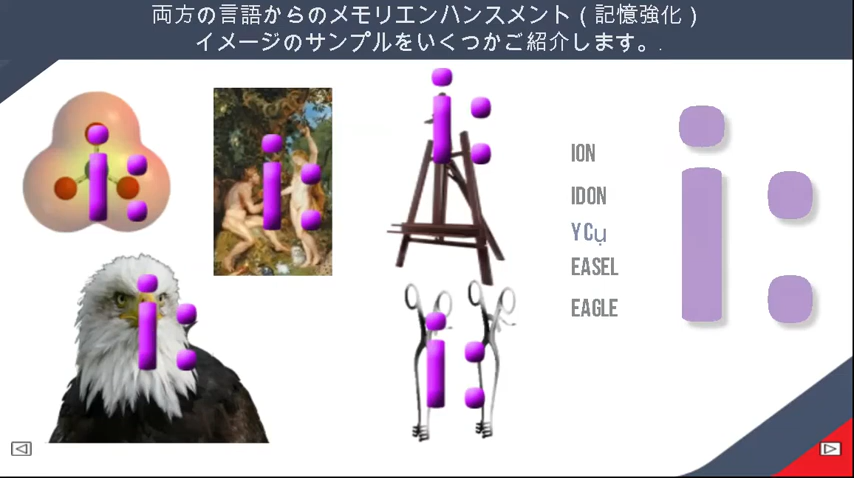 両方の言語からのメモリエンハンスメント(記憶強化)
イメージのサンプルをいくつかご紹介します。.
i:
i:
i:
i:
i:
ION
IDON
YCụ
EASEL
EAGLE
i: